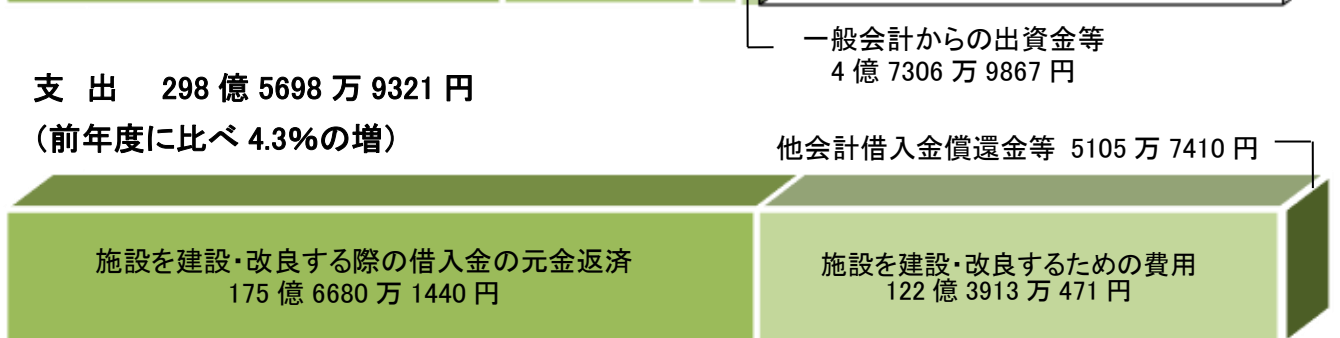 一般会計からの出資金等
4 億 7306 万 9867 円
支 出 298 億 5698 万 9321 円
（前年度に比べ 4.3%の増）
他会計借入金償還金等 5105 万 7410 円
施設を建設・改良する際の借入金の元金返済
175 億 6680 万 1440 円
施設を建設・改良するための費用
122 億 3913 万 471 円